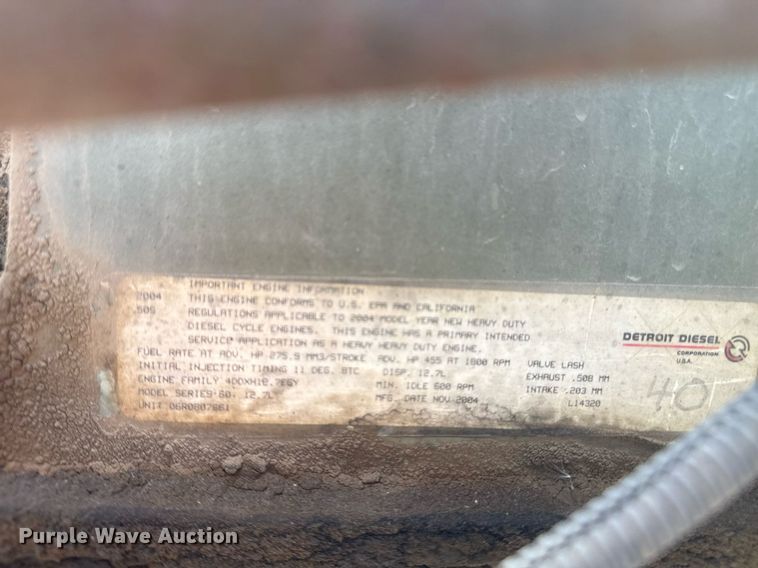 IMPORTANT ENGINE INFORMATION
2004 THIS ENGINE CONFORMS TO U.S. EPA AND CALIFORNIA
50S REGULATIONS APPLICABLE TO 2004 MODEL YEAR NEW HEAVY DUTY
DIESEL CYCLE ENGINES. THIS ENGINE HAS A PRIMARY INTENDED
SERVICE APPLICATION AS A HEAVY HEAVY DUTY ENGINE.
FUEL RATE AT ADV. HP 275.9 MM3/STROKE ADV. HP 455 AT 1800 RPM
INITIAL INJECTION TIMING 11 DEG. BTC DISP. 12.7L
ENGINE FAMILY 4DDXH12.7EGY MIN. IDLE 600 RPM
MODEL SERIES 60, 12.7L MFG. DATE NOV 2004
UNIT 06R0807661
VALVE LASH
EXHAUST .508 MM
INTAKE .203 MM
L14320
DETROIT DIESEL
CORPORATION
U.S.A.
40
Purple Wave Auction